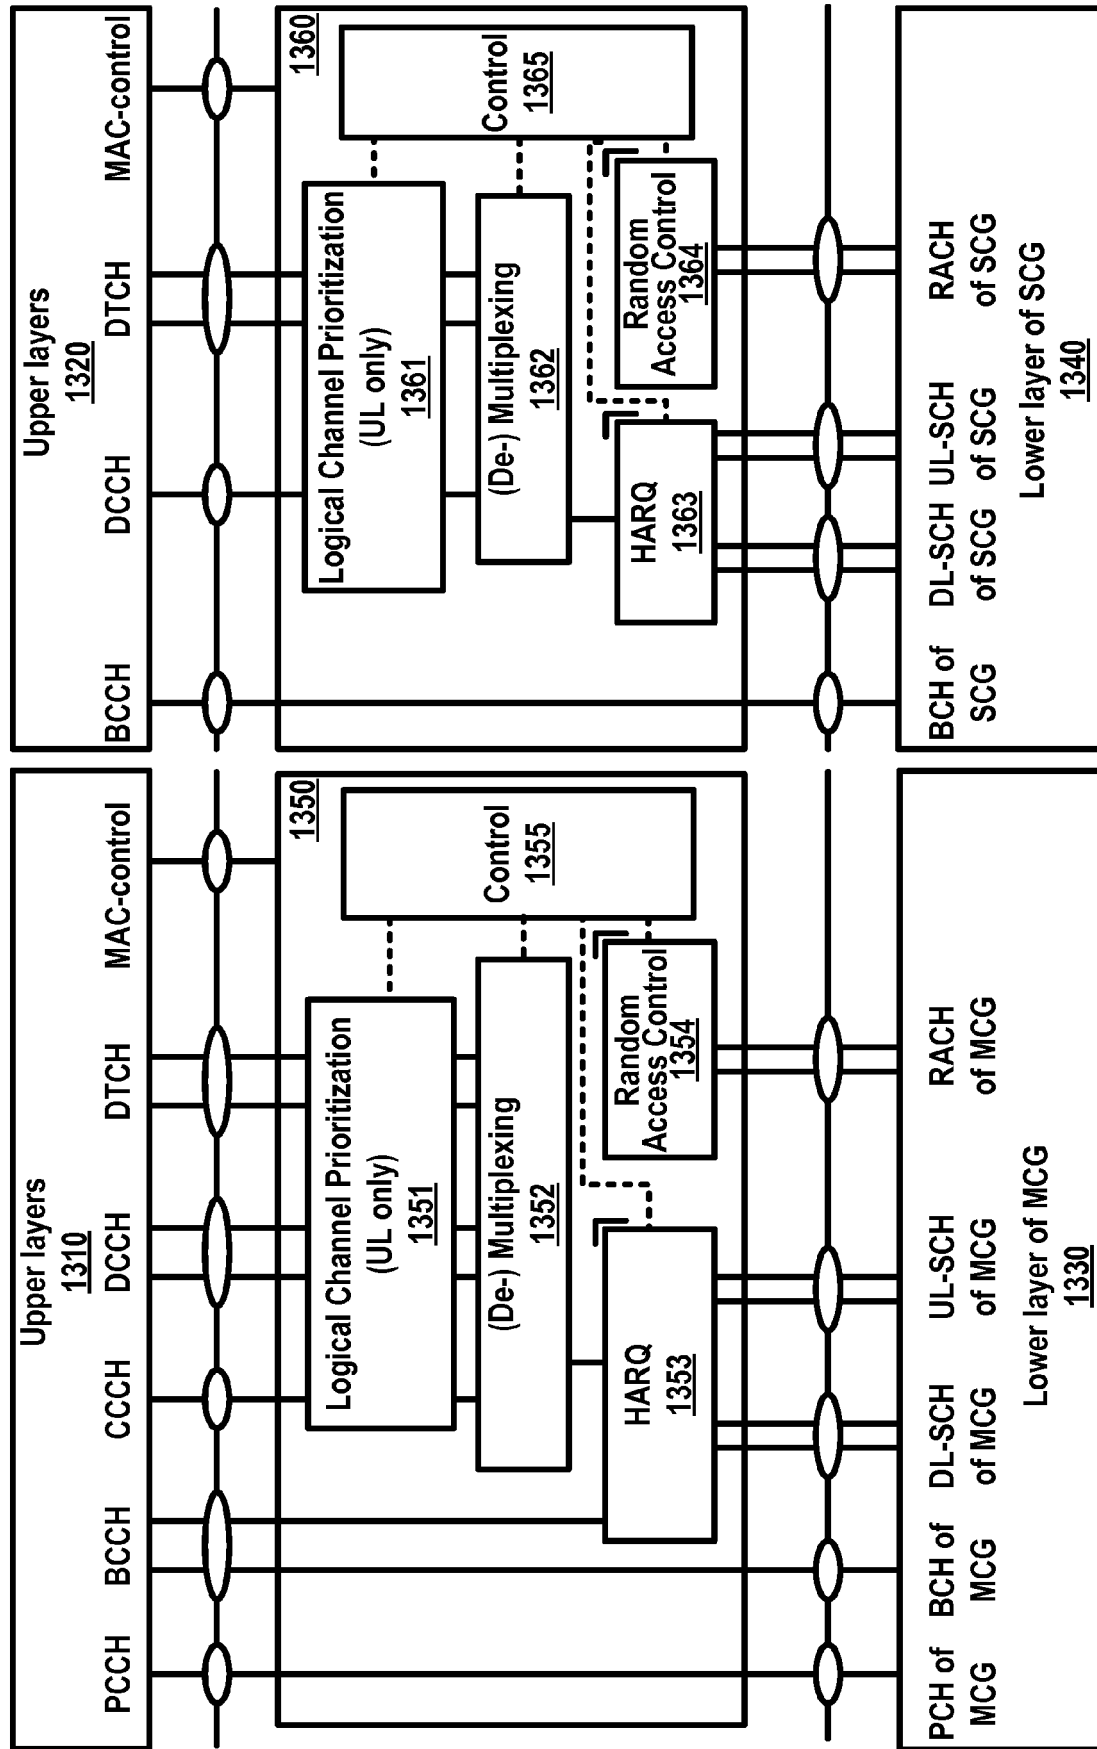 Upper layers
1310
PCCH
BCCH
CCCH
DCCH
DTCH
MAC-control
1350
Logical Channel Prioritization
(UL only)
1351
(De-) Multiplexing
1352
HARQ
1353
Random
Access Control
1354
Control
1355
PCH of
MCG
BCH of
MCG
DL-SCH
of MCG
UL-SCH
of MCG
RACH
of MCG
Lower layer of MCG
1330
Upper layers
1320
BCCH
DCCH
DTCH
MAC-control
1360
Logical Channel Prioritization
(UL only)
1361
(De-) Multiplexing
1362
HARQ
1363
Random
Access Control
1364
Control
1365
BCH of
SCG
DL-SCH
of SCG
UL-SCH
of SCG
RACH
of SCG
Lower layer of SCG
1340